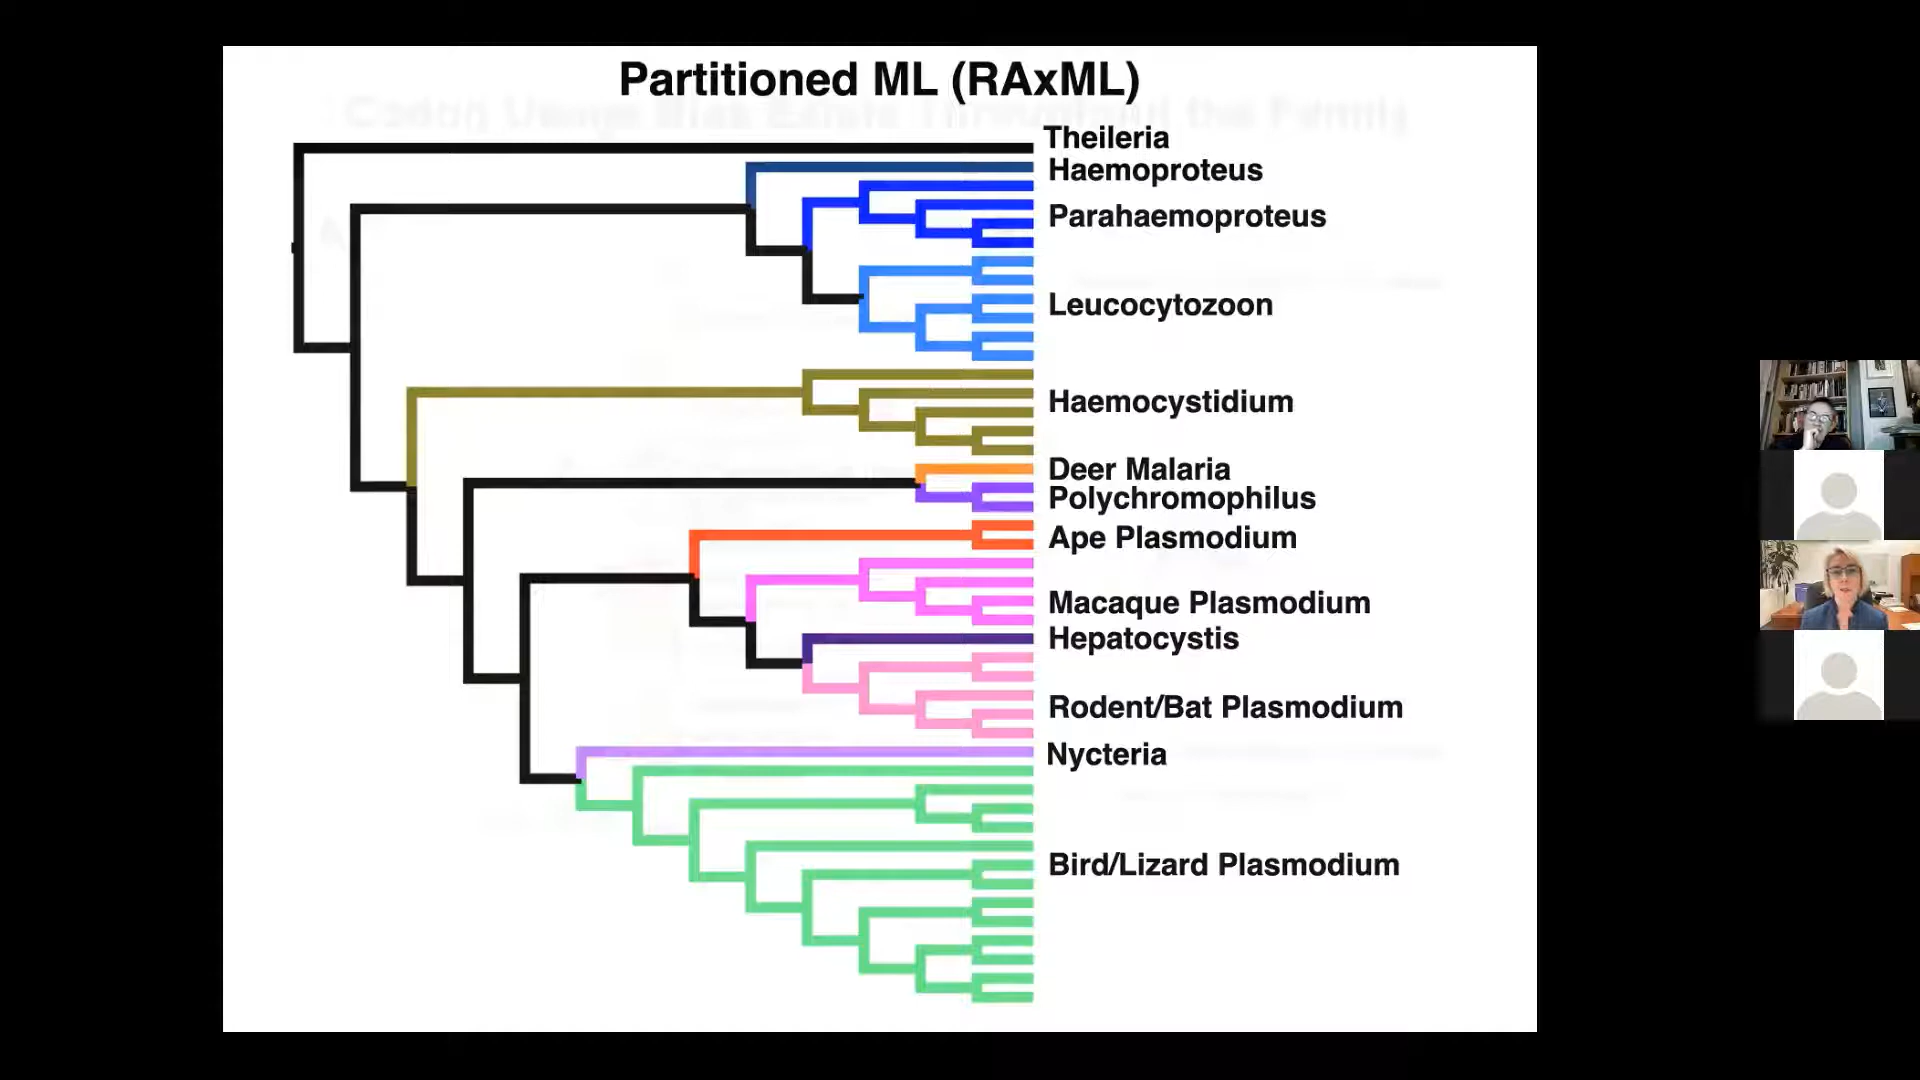 Partitioned ML (RAxML)
Theileria
Haemoproteus
Parahaemoproteus
Leucocytozoon
Haemocystidium
Deer Malaria
Polychromophilus
Ape Plasmodium
Macaque Plasmodium
Hepatocystis
Rodent/Bat Plasmodium
Nycteria
Bird/Lizard Plasmodium